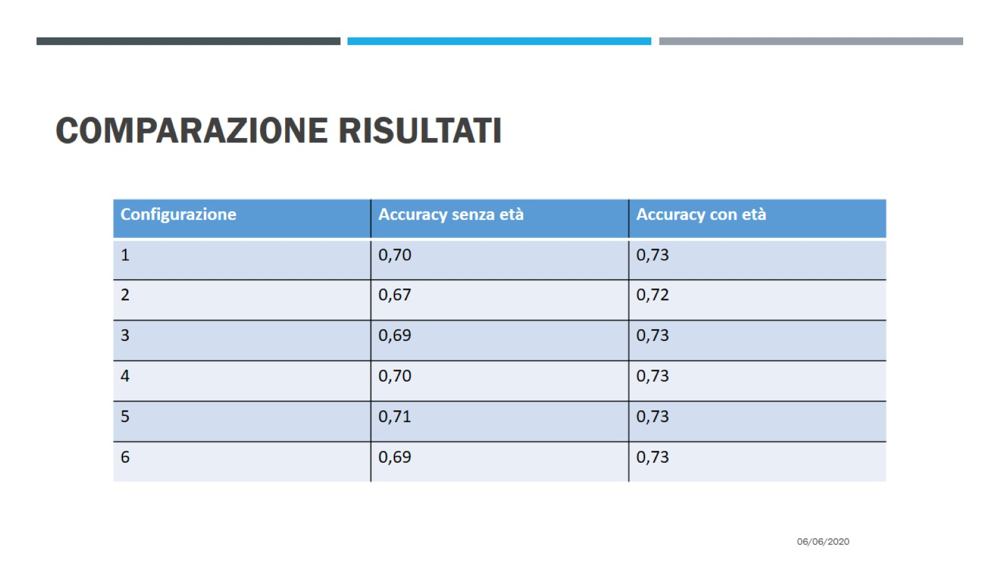 COMPARAZIONE RISULTATI
Configurazione Accuracy senza età Accuracy con età
1 0,70 0,73
2 0,67 0,72
3 0,69 0,73
4 0,70 0,73
5 0,71 0,73
6 0,69 0,73
06/06/2020